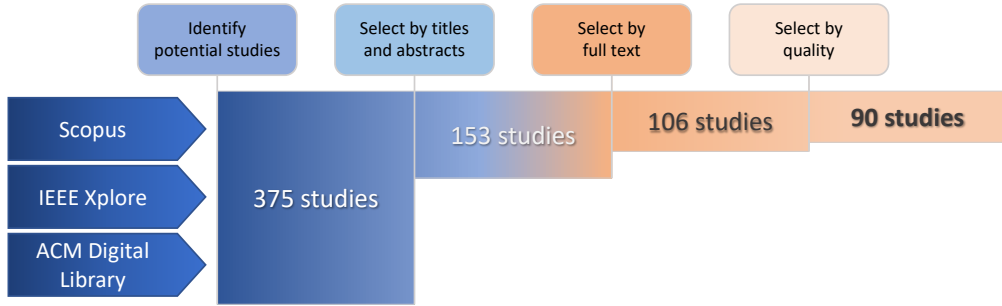 Identify
potential studies
Select by titles
and abstracts
Select by
full text
Select by
quality
Scopus
IEEE Xplore
ACM Digital
Library
375 studies
153 studies
106 studies
90 studies